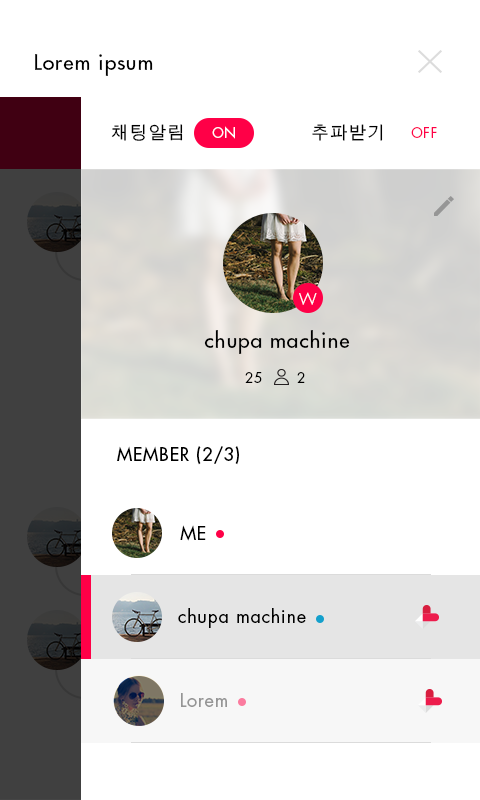 Lorem ipsum
채팅알림 ON 추파받기 OFF
W
chupa machine
25 2
MEMBER (2/3)
ME
chupa machine
Lorem